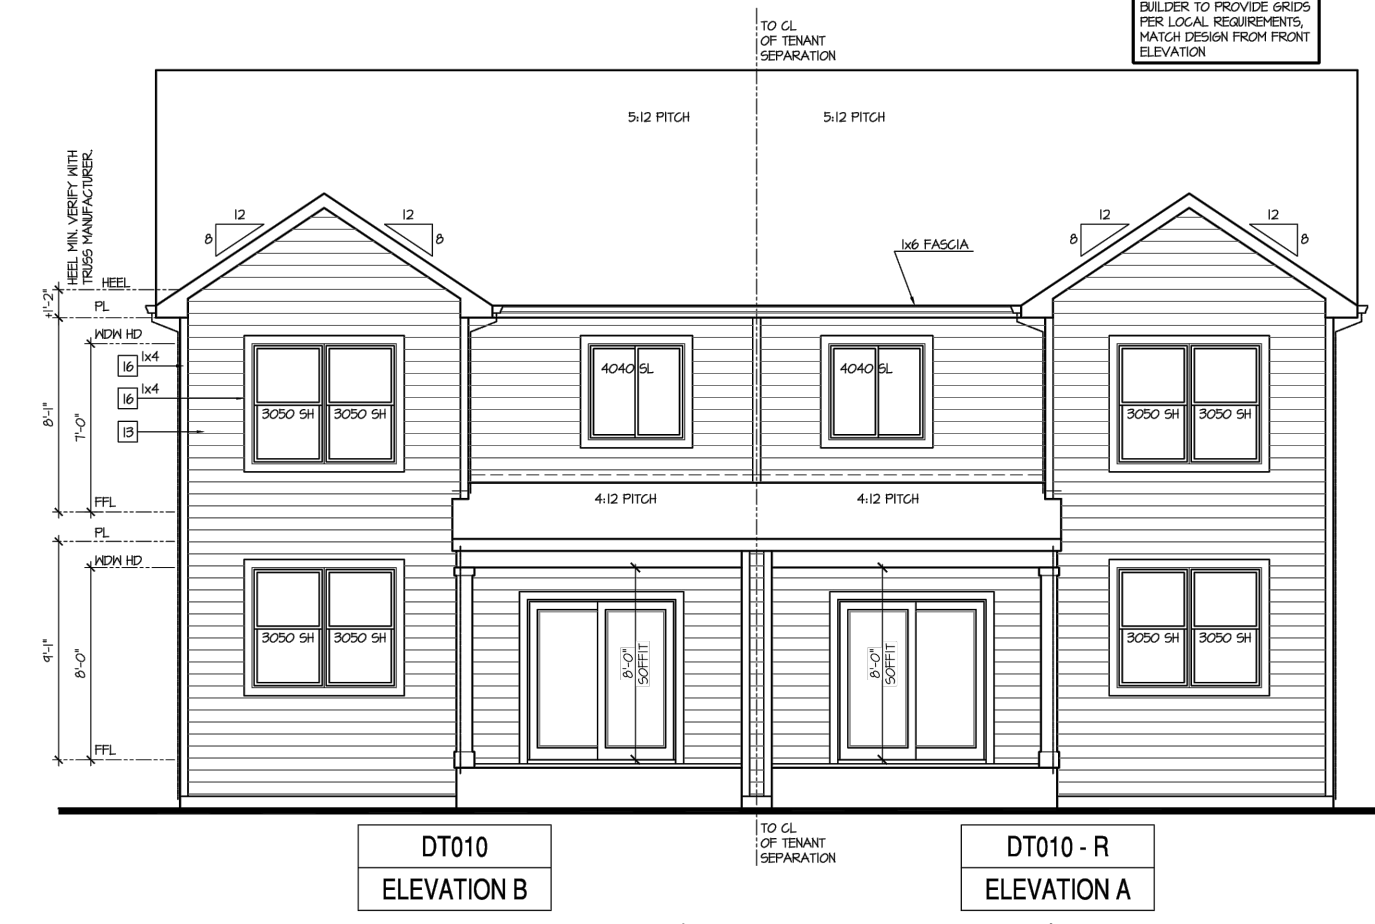 BUILDER TO PROVIDE GRIDS
PER LOCAL REQUIREMENTS,
MATCH DESIGN FROM FRONT
ELEVATION
TO CL
OF TENANT
SEPARATION
5:12 PITCH
5:12 PITCH
HEEL MIN. VERIFY WITH
TRUSS MANUFACTURER.
12
8
12
8
12
8
12
8
1x6 FASCIA
HEEL
±1'-2"
PL
WDW HD
1x4
16
1x4
16
13
8'-1"
7'-0"
FFL
3050 SH
3050 SH
4040 SL
4040 SL
3050 SH
3050 SH
4:12 PITCH
4:12 PITCH
PL
WDW HD
9'-1"
8'-0"
FFL
3050 SH
3050 SH
8'-0"
SOFFIT
8'-0"
SOFFIT
3050 SH
3050 SH
TO CL
OF TENANT
SEPARATION
DT010
ELEVATION B
DT010 - R
ELEVATION A